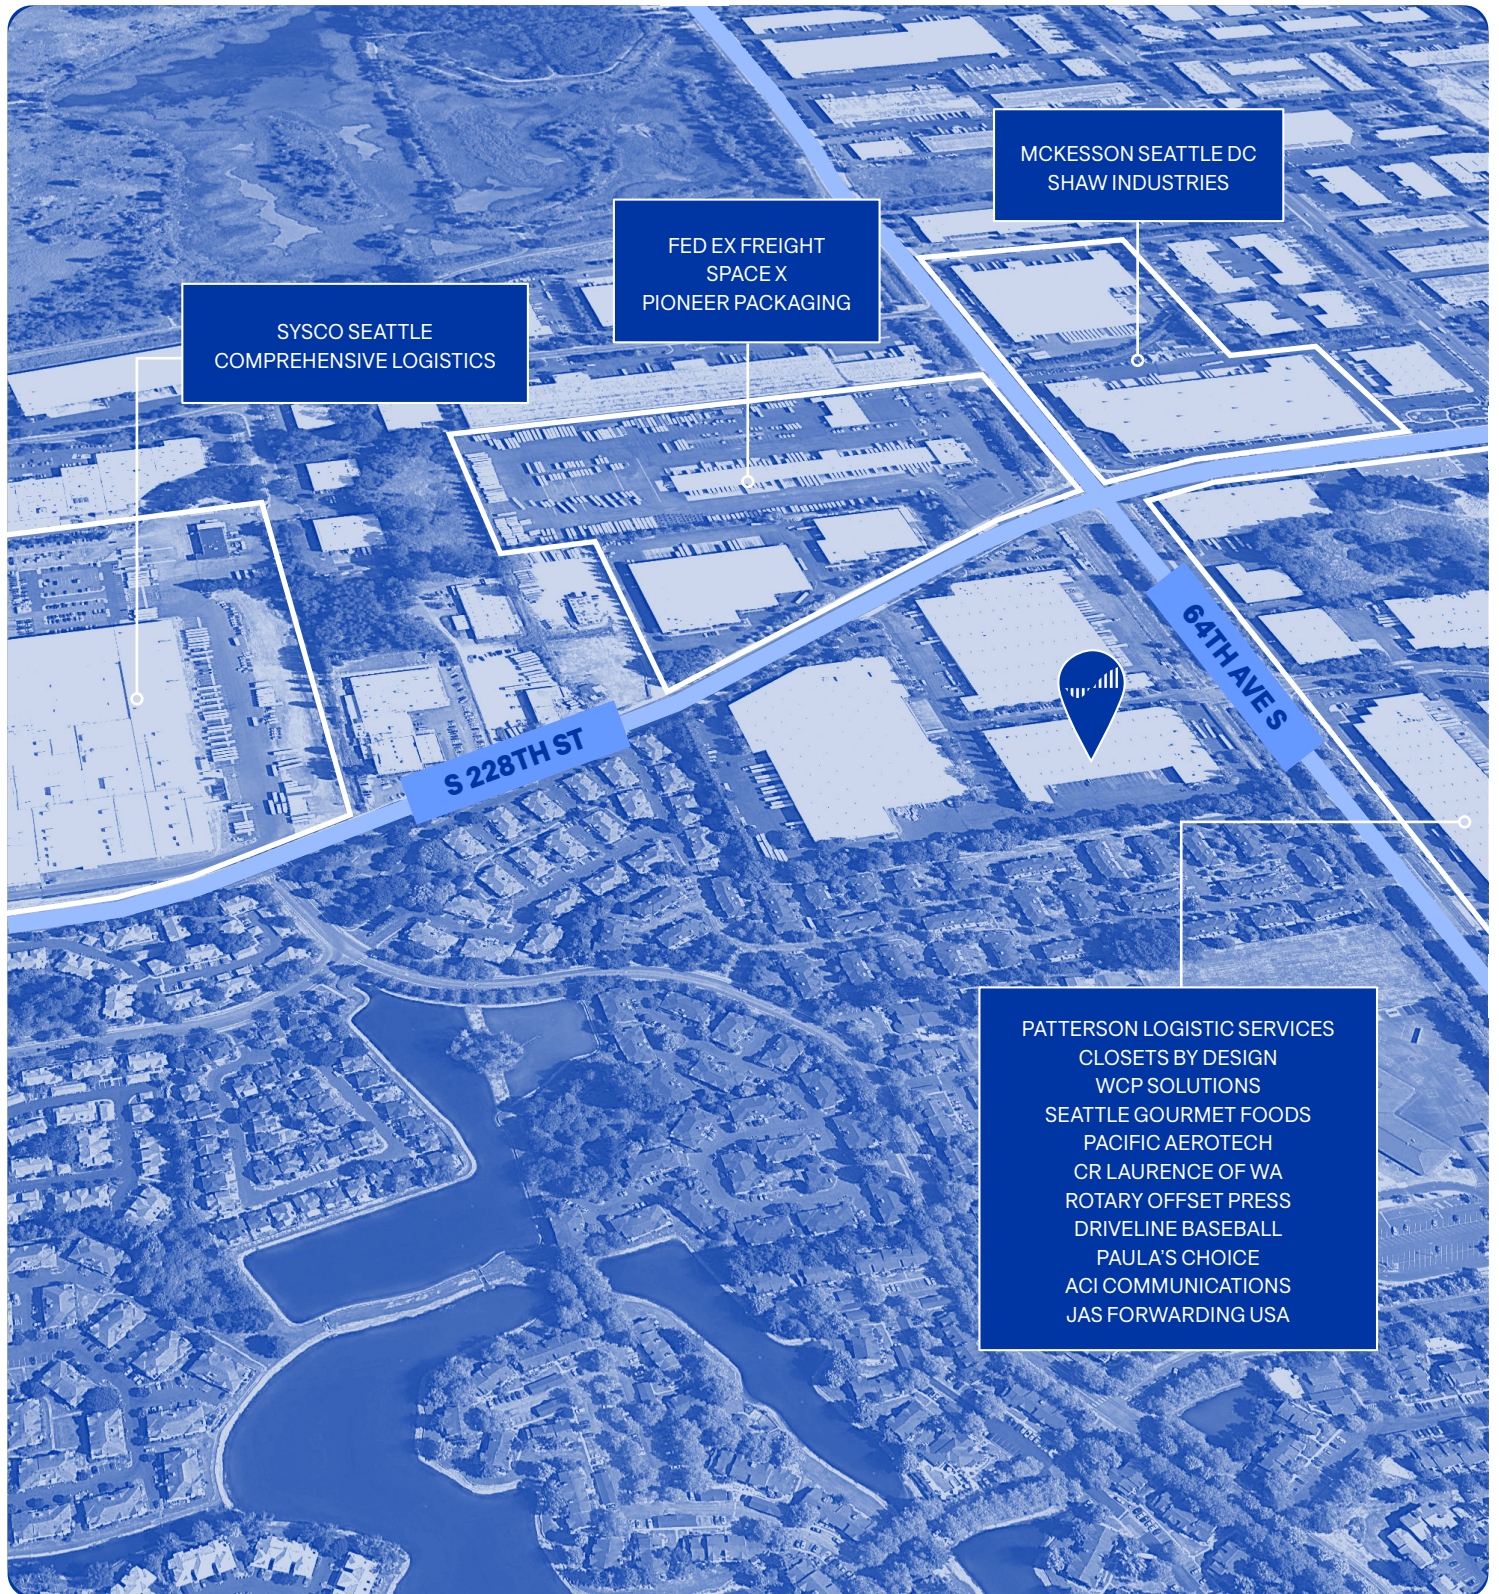 MCKESSON SEATTLE DC
SHAW INDUSTRIES
FED EX FREIGHT
SPACE X
PIONEER PACKAGING
SYSCO SEATTLE
COMPREHENSIVE LOGISTICS
64TH AVE S
S 228TH ST
PATTERSON LOGISTIC SERVICES
CLOSETS BY DESIGN
WCP SOLUTIONS
SEATTLE GOURMET FOODS
PACIFIC AEROTECH
CR LAURENCE OF WA
ROTARY OFFSET PRESS
DRIVELINE BASEBALL
PAULA'S CHOICE
ACI COMMUNICATIONS
JAS FORWARDING USA